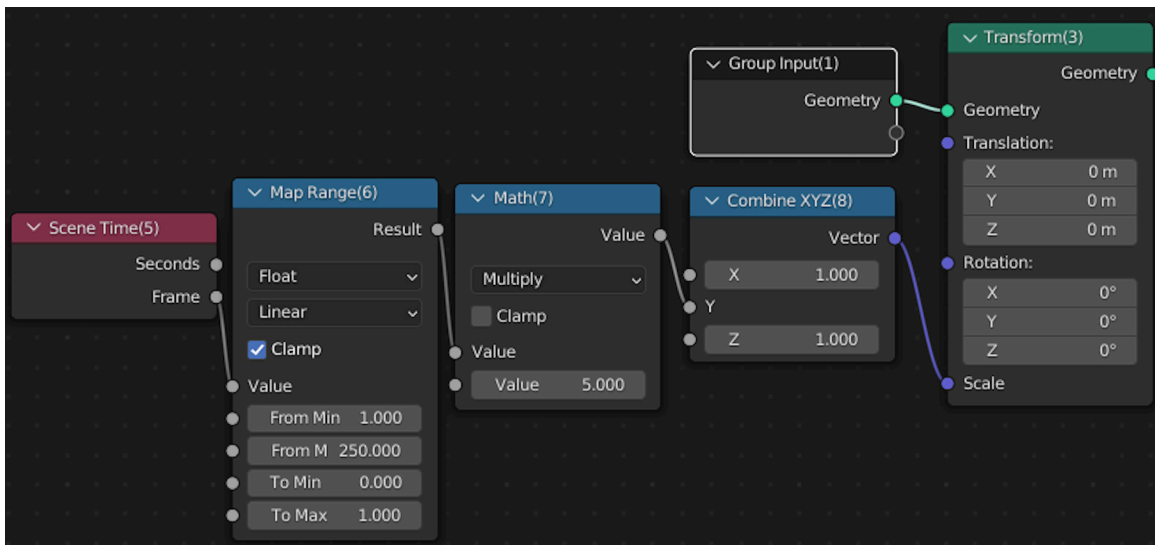 Scene Time(5)
Seconds
Frame
Map Range(6)
Result
Float
Linear
Clamp
Value
From Min 1.000
From M 250.000
To Min 0.000
To Max 1.000
Math(7)
Value
Multiply
Clamp
Value
Value 5.000
Group Input(1)
Geometry
Combine XYZ(8)
Vector
X 1.000
Y
Z 1.000
Transform(3)
Geometry
Geometry
Translation:
X 0 m
Y 0 m
Z 0 m
Rotation:
X 0°
Y 0°
Z 0°
Scale